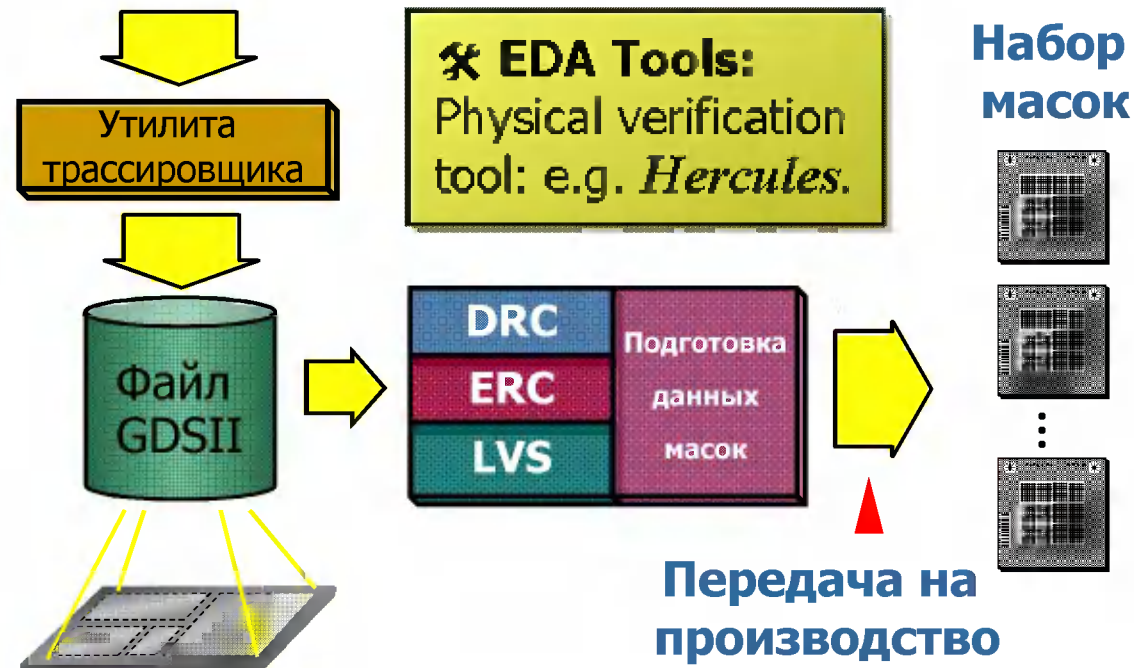 Утилита
трассировщика
🛠 EDA Tools:
Physical verification
tool: e.g. Hercules.
Набор
масок
Файл
GDSII
DRC
ERC
LVS
Подготовка
данных
масок
⋮
Передача на
производство